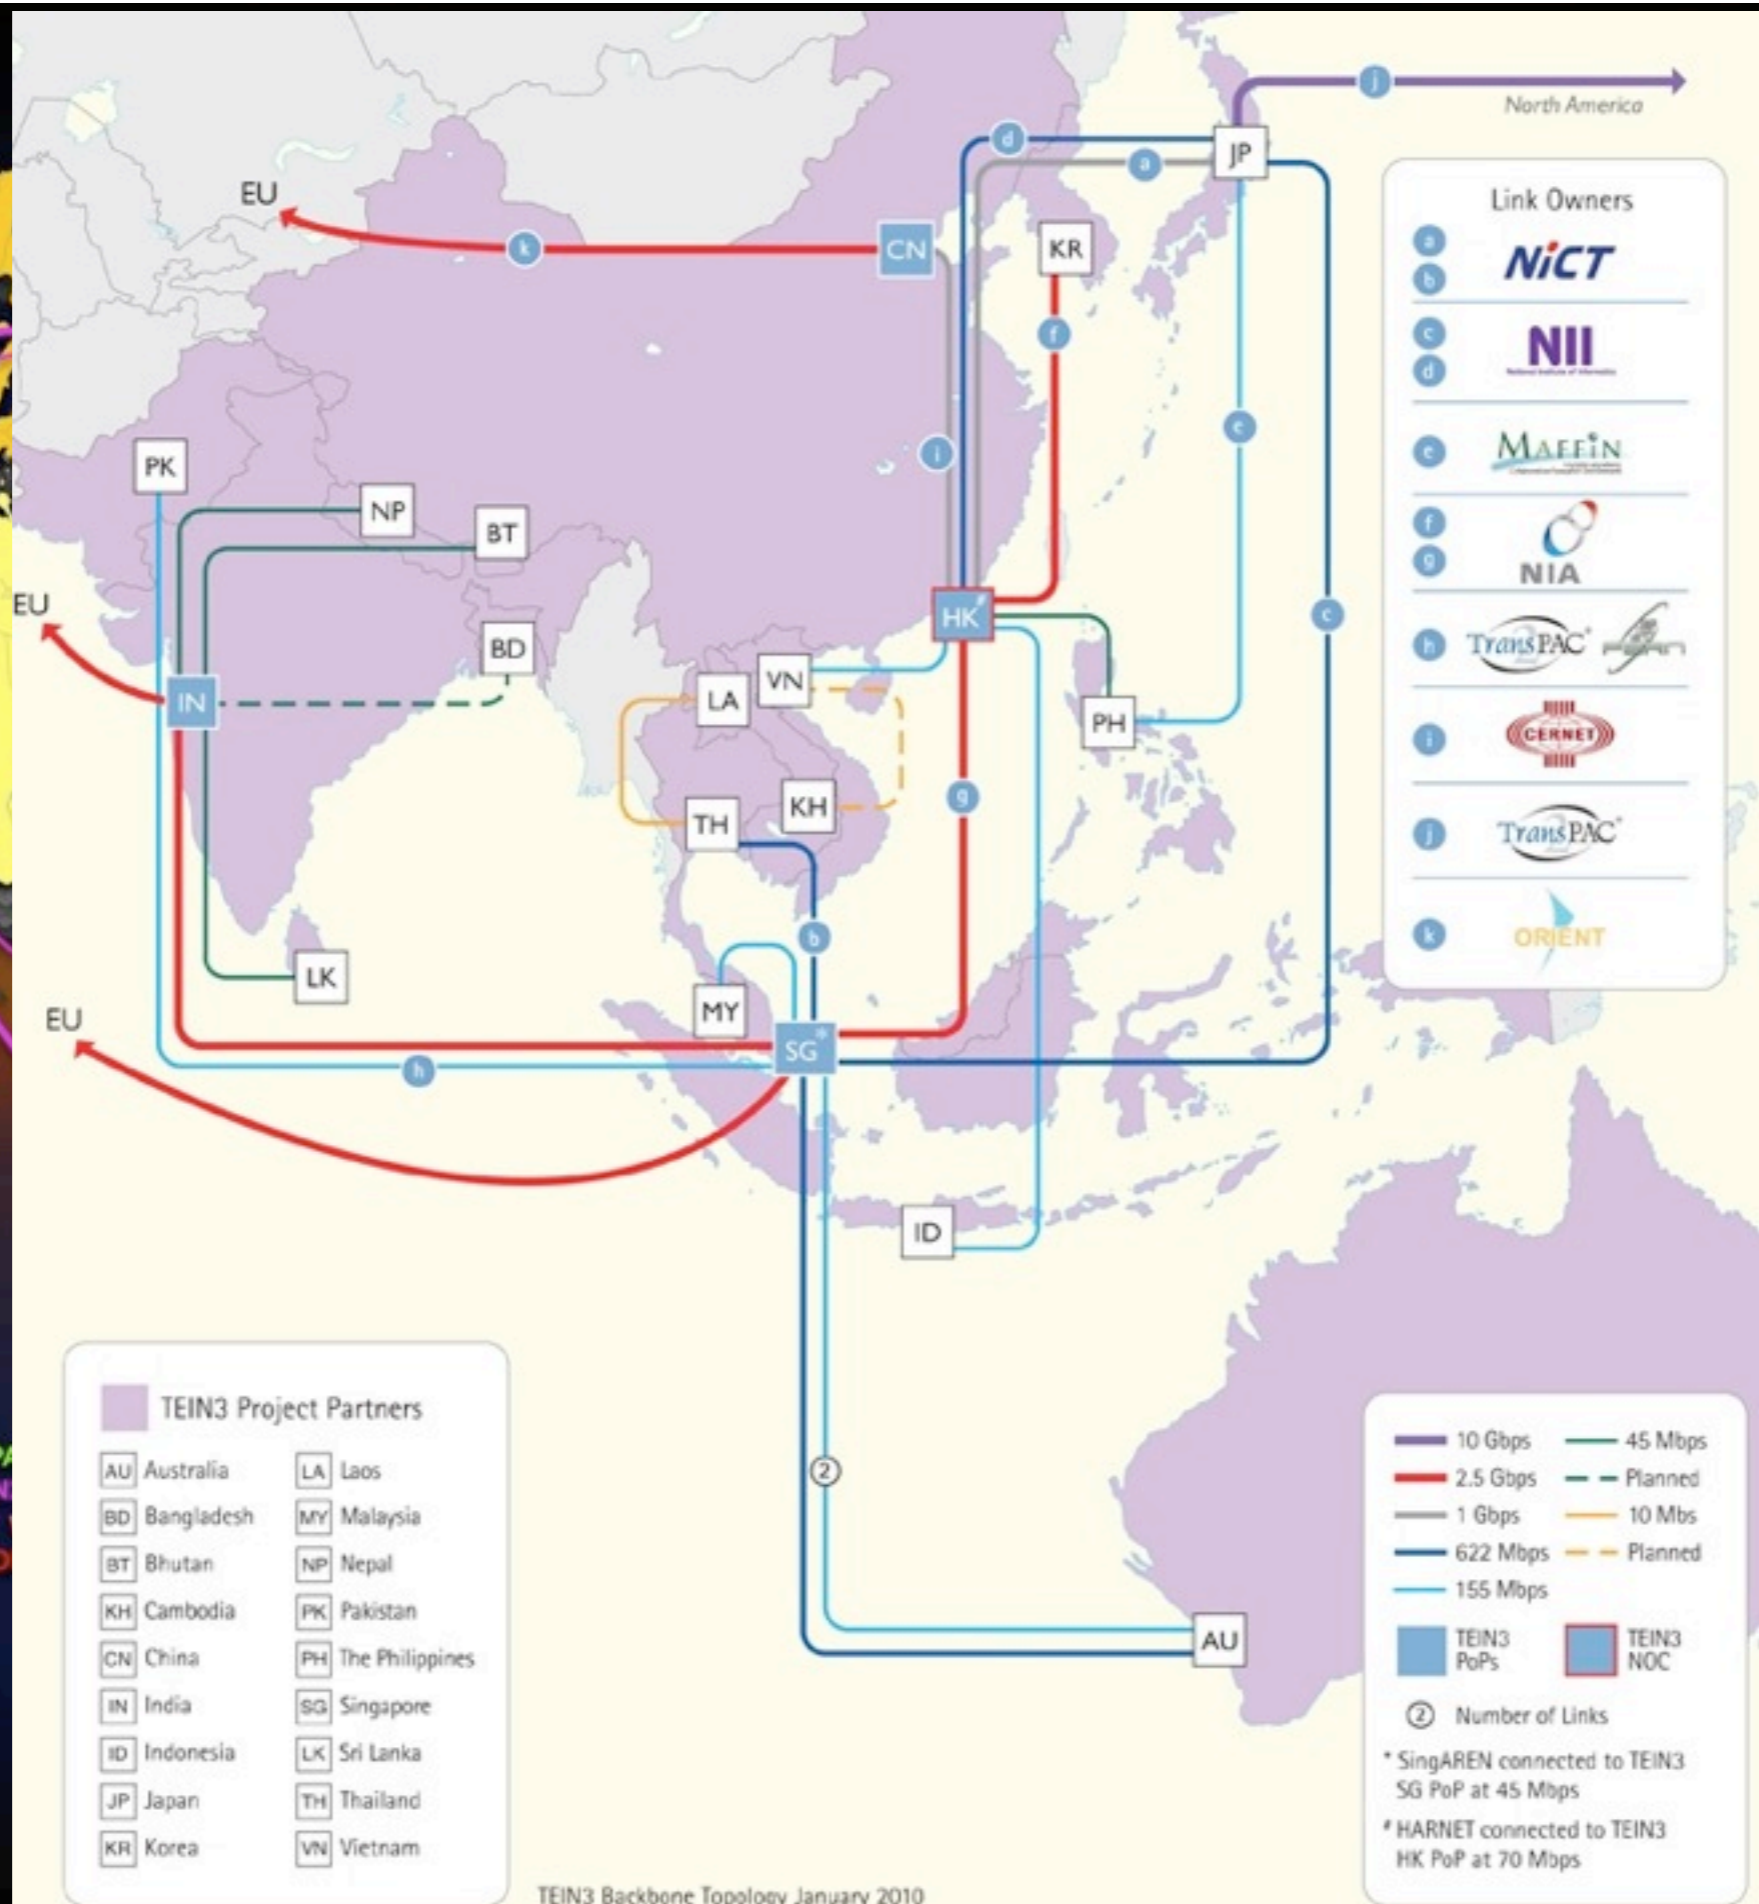 North America
j
d
JP
a
EU
k
CN
KR
f
Link Owners
a
b
NiCT
c
d
NII
National Institute of Informatics
e
MAFFIN
f
g
NIA
h
TransPAC
i
CERNET
j
TransPAC
k
ORIENT
i
e
c
PK
NP
BT
EU
BD
IN
HK#
VN
LA
PH
KH
TH
g
b
LK
MY
EU
SG*
h
ID
2
AU
TEIN3 Project Partners
AU Australia
BD Bangladesh
BT Bhutan
KH Cambodia
CN China
IN India
ID Indonesia
JP Japan
KR Korea
LA Laos
MY Malaysia
NP Nepal
PK Pakistan
PH The Philippines
SG Singapore
LK Sri Lanka
TH Thailand
VN Vietnam
10 Gbps
2.5 Gbps
1 Gbps
622 Mbps
155 Mbps
45 Mbps
Planned
10 Mbs
Planned
TEIN3
PoPs
TEIN3
NOC
2 Number of Links
* SingAREN connected to TEIN3
SG PoP at 45 Mbps
# HARNET connected to TEIN3
HK PoP at 70 Mbps
TEIN3 Backbone Topology January 2010